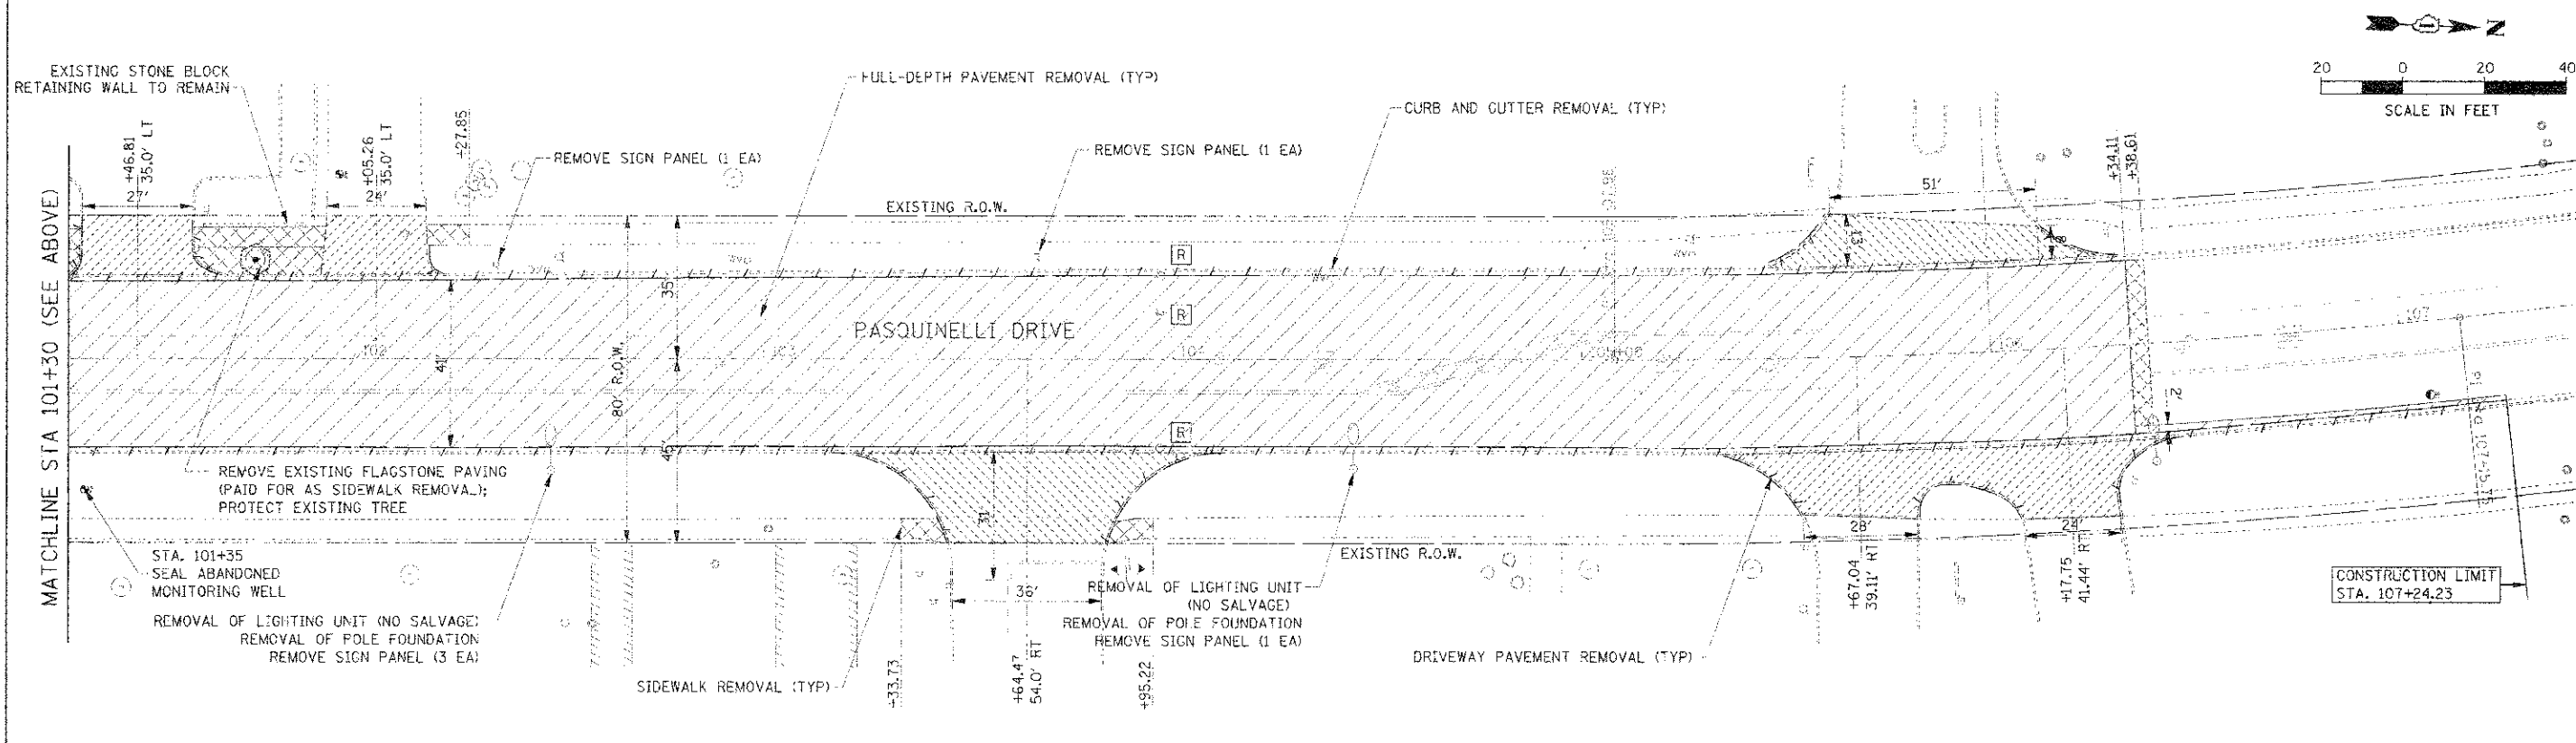 N
20 0 20 40
SCALE IN FEET
EXISTING STONE BLOCK
RETAINING WALL TO REMAIN
FULL-DEPTH PAVEMENT REMOVAL (TYP)
CURB AND GUTTER REMOVAL (TYP)
+46.81
35.0' LT
27'
+05.26
35.0' LT
24'
+27.85
REMOVE SIGN PANEL (1 EA)
REMOVE SIGN PANEL (1 EA)
51'
+34.11
+38.61
EXISTING R.O.W.
13'
8'
R
R
R
35'
PASQUINELLI DRIVE
102
103
106
107
41'
80' R.O.W.
45'
2'
MATCHLINE STA 101+30 (SEE ABOVE)
REMOVE EXISTING FLAGSTONE PAVING
(PAID FOR AS SIDEWALK REMOVAL);
PROTECT EXISTING TREE
31'
28'
24'
STA. 101+35
SEAL ABANDONED
MONITORING WELL
EXISTING R.O.W.
+67.04
39.11' RT
+17.75
41.44' RT
CONSTRUCTION LIMIT
STA. 107+24.23
REMOVAL OF LIGHTING UNIT (NO SALVAGE)
REMOVAL OF POLE FOUNDATION
REMOVE SIGN PANEL (3 EA)
36'
REMOVAL OF LIGHTING UNIT
(NO SALVAGE)
REMOVAL OF POLE FOUNDATION
REMOVE SIGN PANEL (1 EA)
SIDEWALK REMOVAL (TYP)
+33.73
+64.47
54.0' RT
+95.22
DRIVEWAY PAVEMENT REMOVAL (TYP)